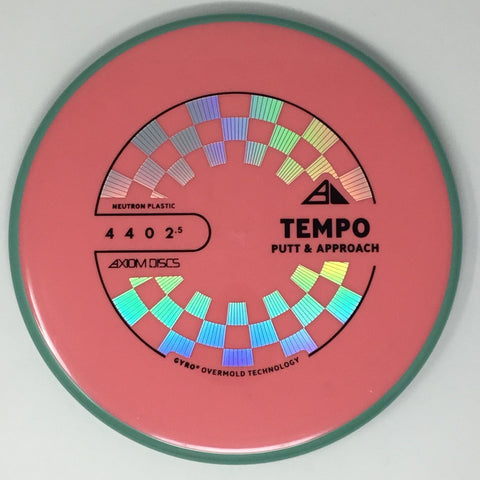 NEUTRON PLASTIC
4 4 0 2.5
AXIOM DISCS
TEMPO
PUTT & APPROACH
GYRO® OVERMOLD TECHNOLOGY